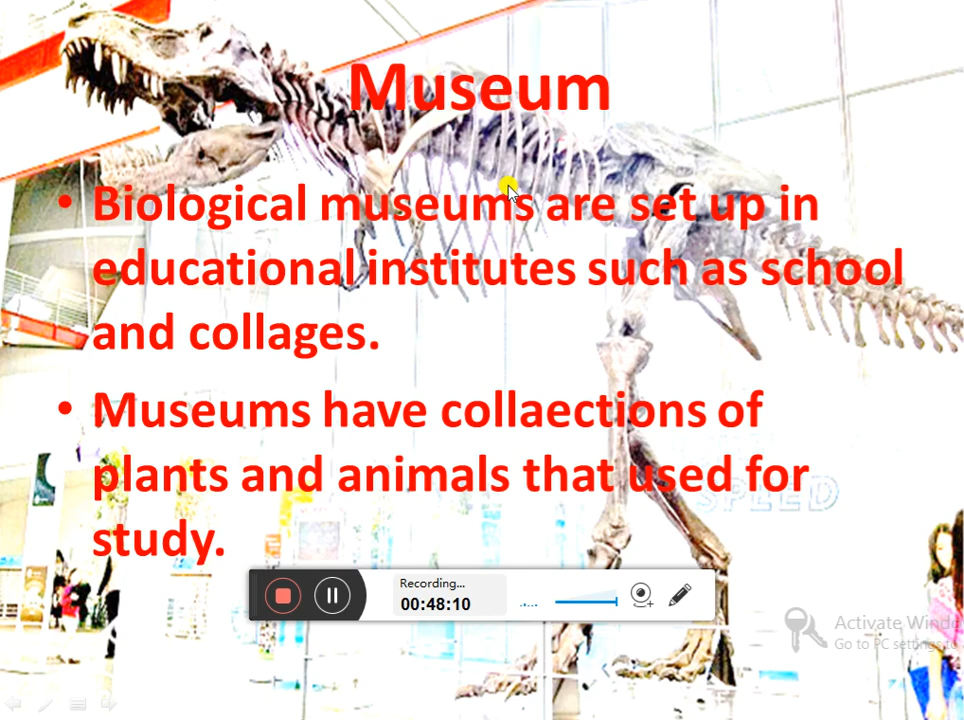 Museum
• Biological museums are set up in
educational institutes such as school
and collages.
• Museums have collaections of
plants and animals that used for
study.
SPEED
Recording...
00:48:10
Activate Windo
Go to PC settings to